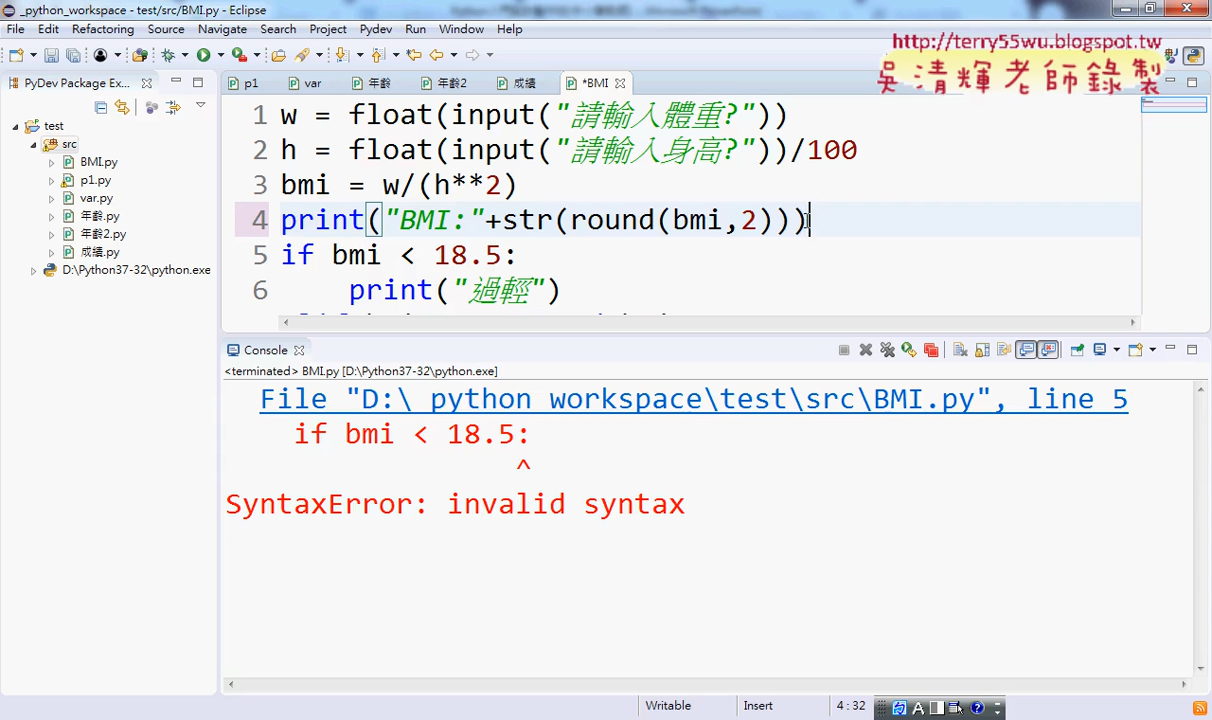 _python_workspace - test/src/BMI.py - Eclipse
File Edit Refactoring Source Navigate Search Project Pydev Run Window Help
http://terry55wu.blogspot.tw
吳清輝老師錄製
PyDev Package Ex...
p1 var 年齡 年齡2 成績 *BMI
test
src
BMI.py
p1.py
var.py
年齡.py
年齡2.py
成績.py
D:\Python37-32\python.exe
1 w = float(input("請輸入體重?"))
2 h = float(input("請輸入身高?"))/100
3 bmi = w/(h**2)
4 print("BMI:"+str(round(bmi,2)))
5 if bmi < 18.5:
6 print("過輕")
Console
<terminated> BMI.py [D:\Python37-32\python.exe]
File "D:\_python_workspace\test\src\BMI.py", line 5
if bmi < 18.5:
^
SyntaxError: invalid syntax
Writable Insert 4:32